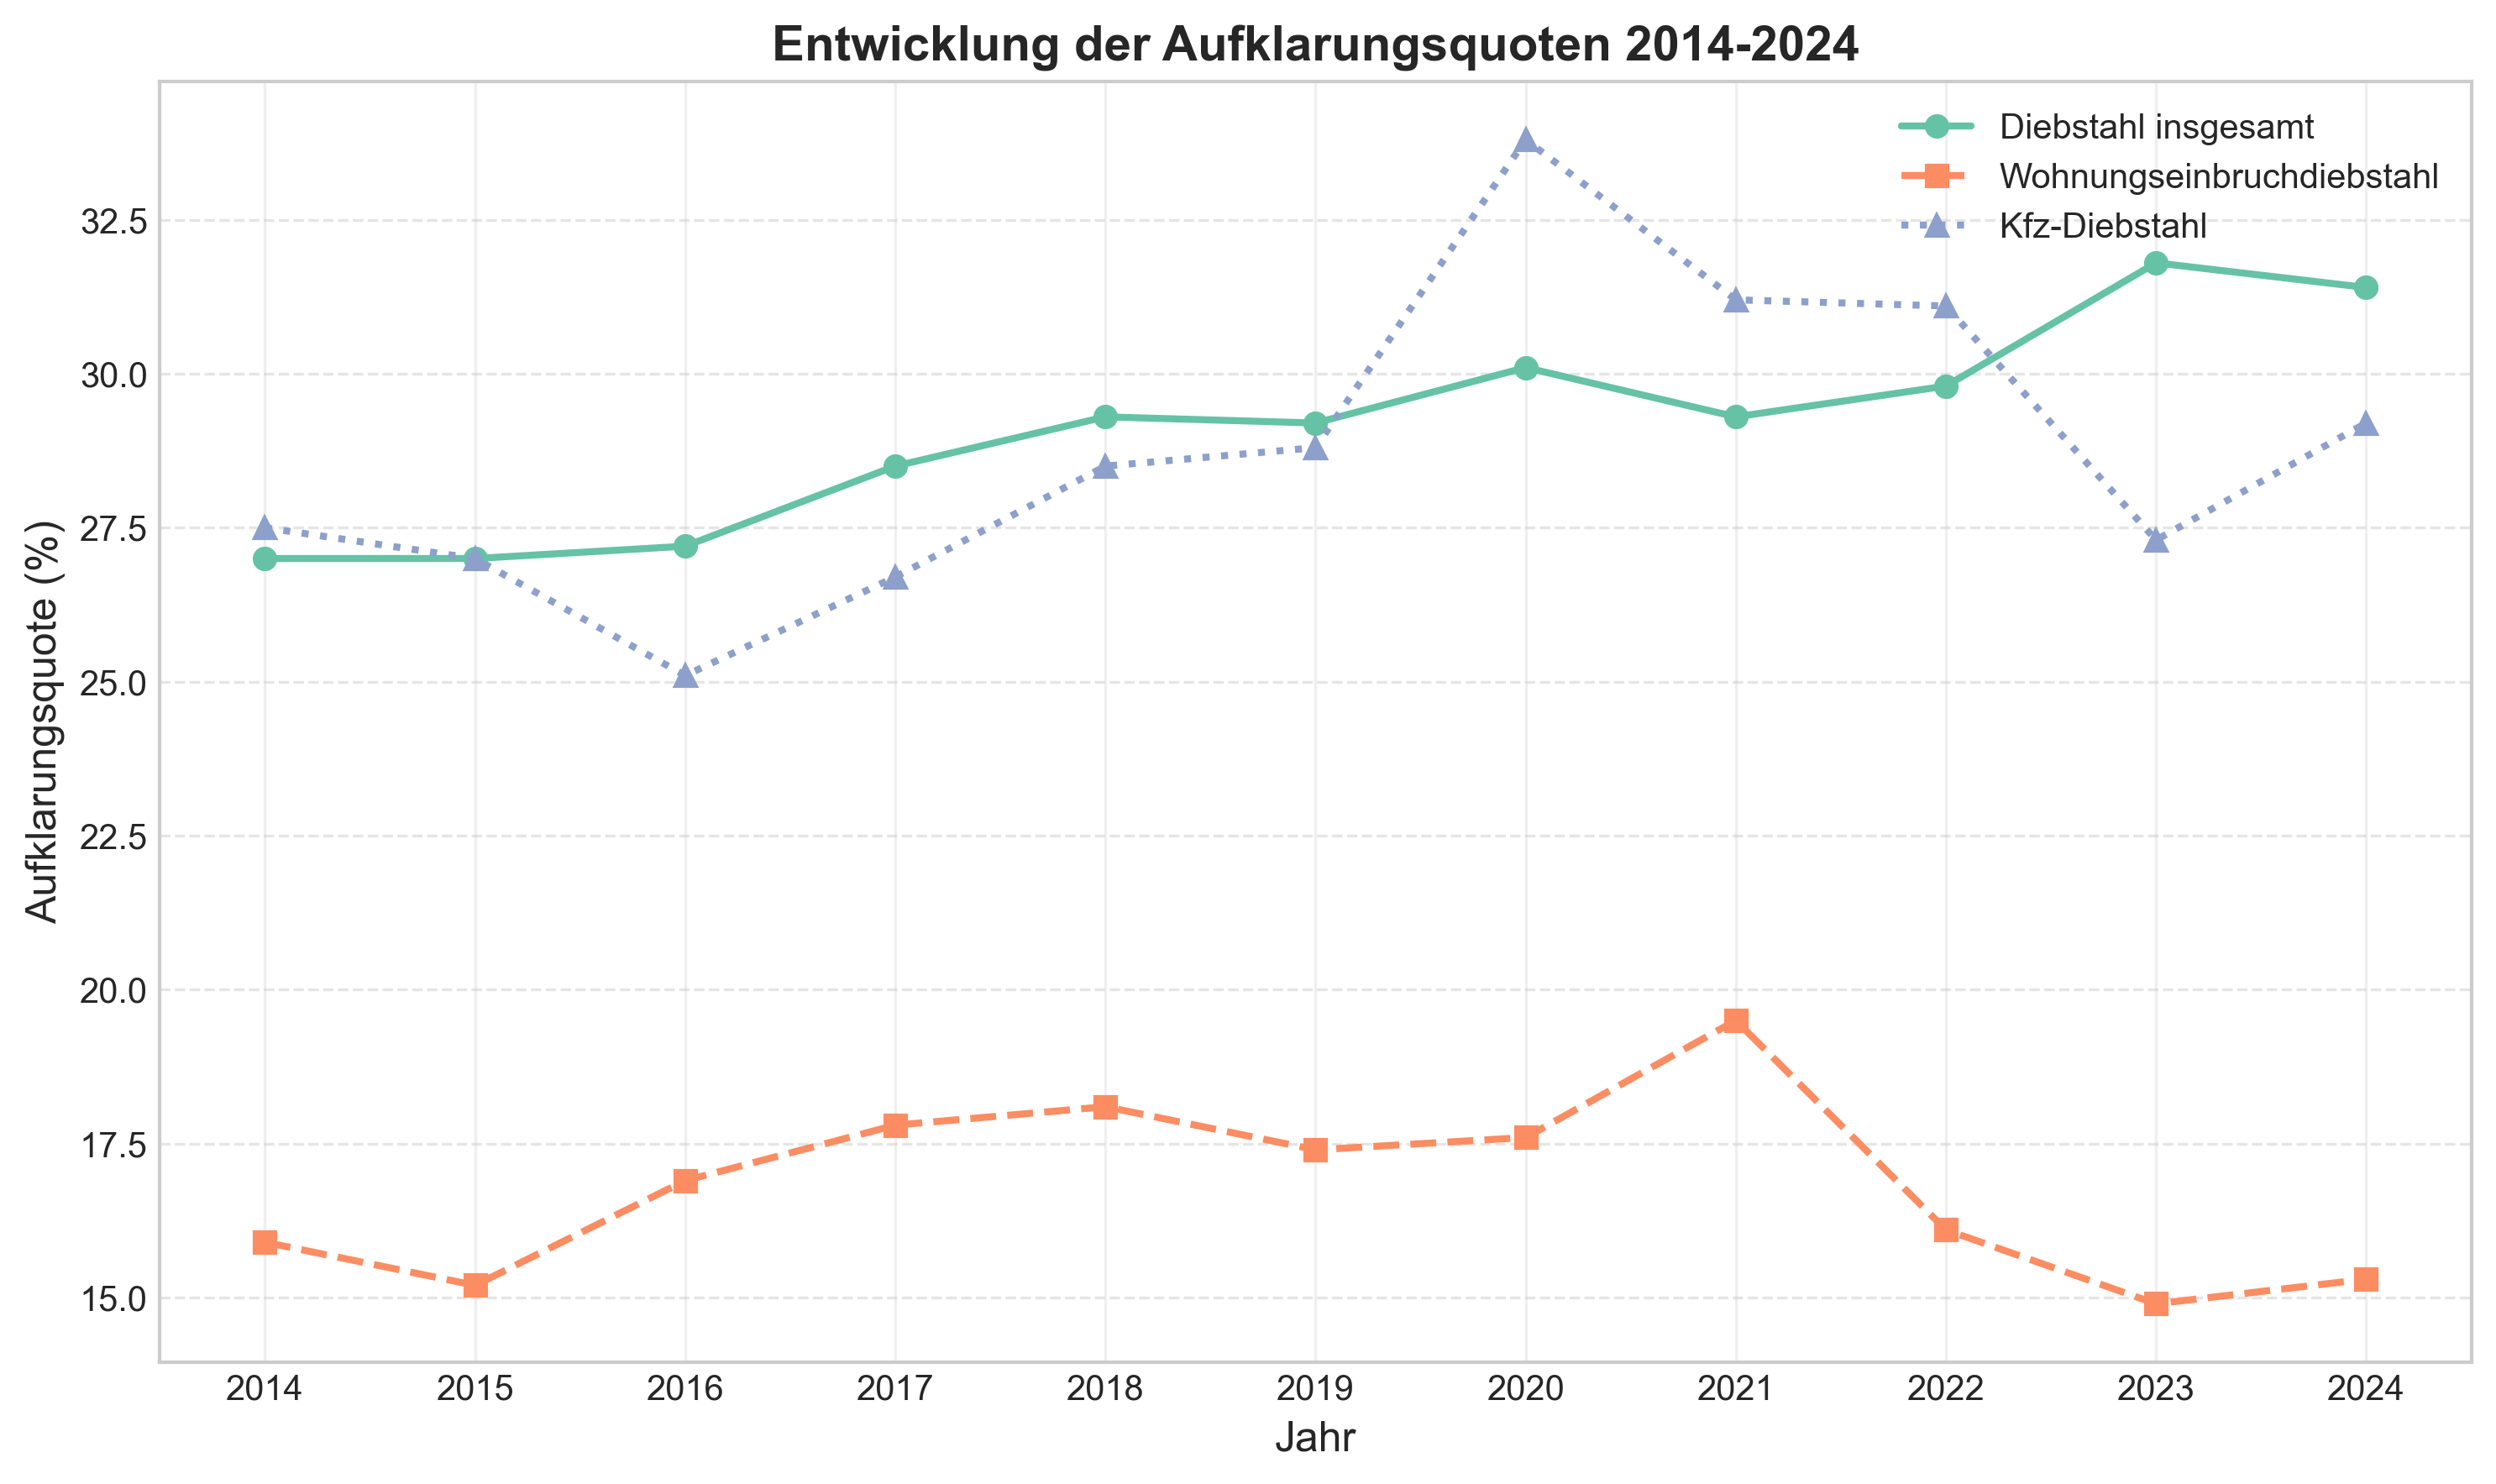 Entwicklung der Aufklarungsquoten 2014-2024
Diebstahl insgesamt
Wohnungseinbruchdiebstahl
Kfz-Diebstahl
Aufklarungsquote (%)
32.5
30.0
27.5
25.0
22.5
20.0
17.5
15.0
2014 2015 2016 2017 2018 2019 2020 2021 2022 2023 2024
Jahr